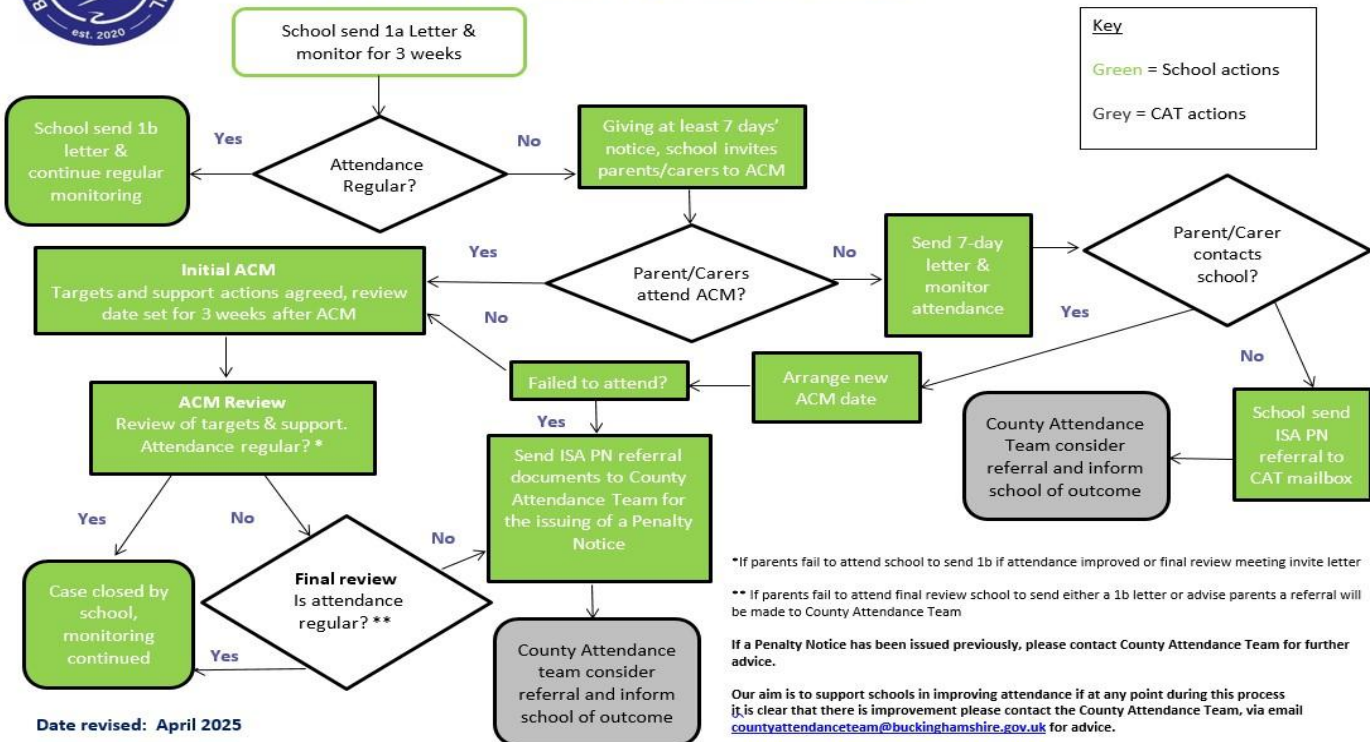 est. 2020
School send 1a Letter &
monitor for 3 weeks
Key
Green = School actions
Grey = CAT actions
School send 1b
letter &
continue regular
monitoring
Yes
Attendance
Regular?
No
Giving at least 7 days'
notice, school invites
parents/carers to ACM
Initial ACM
Targets and support actions agreed, review
date set for 3 weeks after ACM
Yes
Parent/Carers
attend ACM?
No
Send 7-day
letter &
monitor
attendance
Parent/Carer
contacts
school?
Yes
No
No
Failed to attend?
Arrange new
ACM date
Yes
ACM Review
Review of targets & support.
Attendance regular? *
Send ISA PN referral
documents to County
Attendance Team for
the issuing of a Penalty
Notice
County Attendance
Team consider
referral and inform
school of outcome
School send
ISA PN
referral to
CAT mailbox
Yes
No
No
Case closed by
school,
monitoring
continued
Final review
Is attendance
regular? **
Yes
County Attendance
team consider
referral and inform
school of outcome
*If parents fail to attend school to send 1b if attendance improved or final review meeting invite letter
** If parents fail to attend final review school to send either a 1b letter or advise parents a referral will
be made to County Attendance Team
If a Penalty Notice has been issued previously, please contact County Attendance Team for further
advice.
Our aim is to support schools in improving attendance if at any point during this process
it is clear that there is improvement please contact the County Attendance Team, via email
countyattendanceteam@buckinghamshire.gov.uk for advice.
Date revised: April 2025